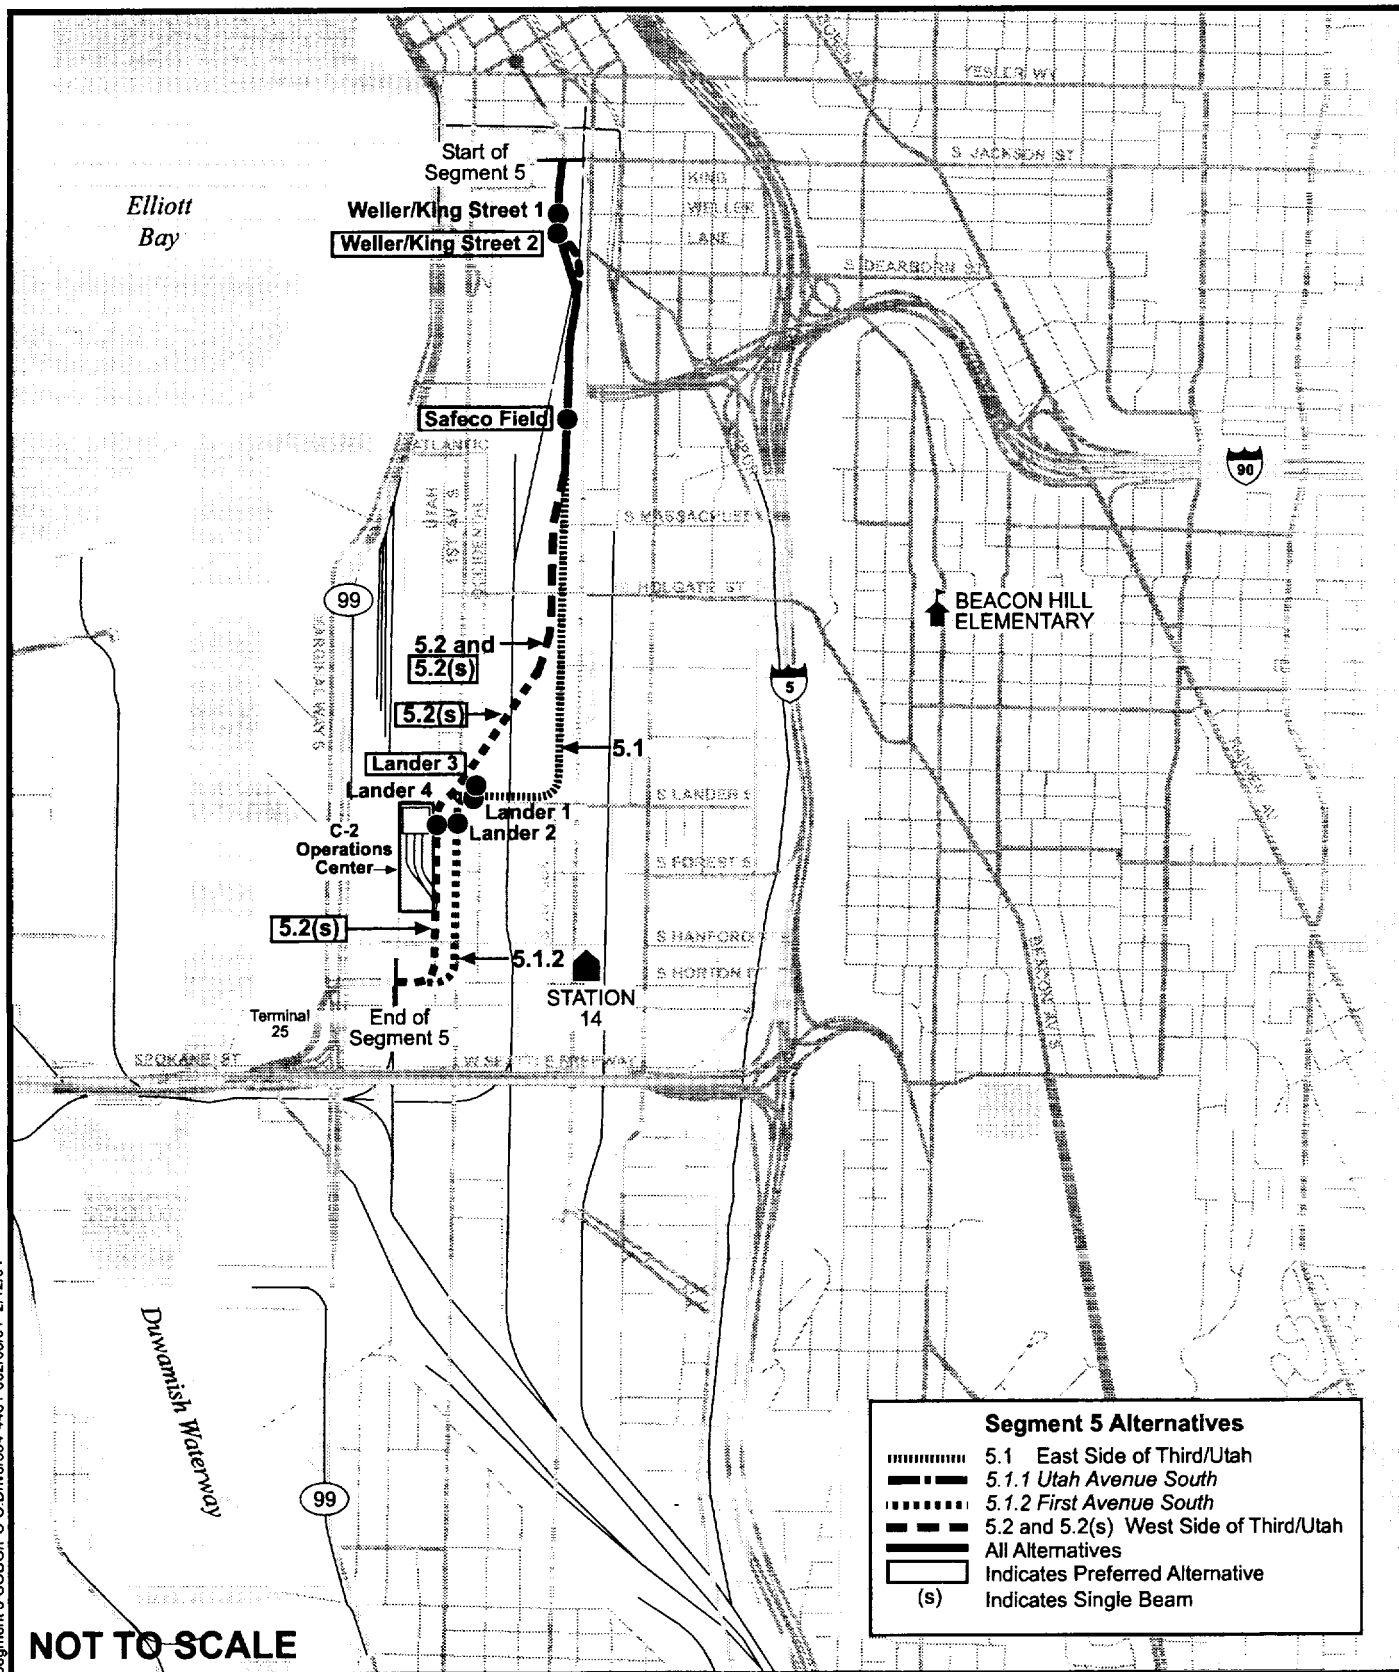 YESLER WY
S JACKSON ST
Start of
Segment 5
KING
WELLER
LANE
Elliott
Bay
Weller/King Street 1
Weller/King Street 2
S DEARBORN ST
Safeco Field
ATLANTIC
90
UTAH
1ST AV S
OCCIDENTAL
S MASSACHUSET
HOLGATE ST
99
BEACON HILL
ELEMENTARY
5.2 and
5.2(s)
5
5.2(s)
5.1
Lander 3
Lander 4
S LANDER S
Lander 1
Lander 2
C-2
Operations
Center
S FOREST S
5.2(s)
S HANFORD
5.1.2
S HORTON
STATION
14
Terminal
25
End of
Segment 5
SPOKANE ST
Duwamish Waterway
99
Segment 5 Alternatives
5.1 East Side of Third/Utah
5.1.1 Utah Avenue South
5.1.2 First Avenue South
5.2 and 5.2(s) West Side of Third/Utah
All Alternatives
Indicates Preferred Alternative
(s) Indicates Single Beam
NOT TO SCALE